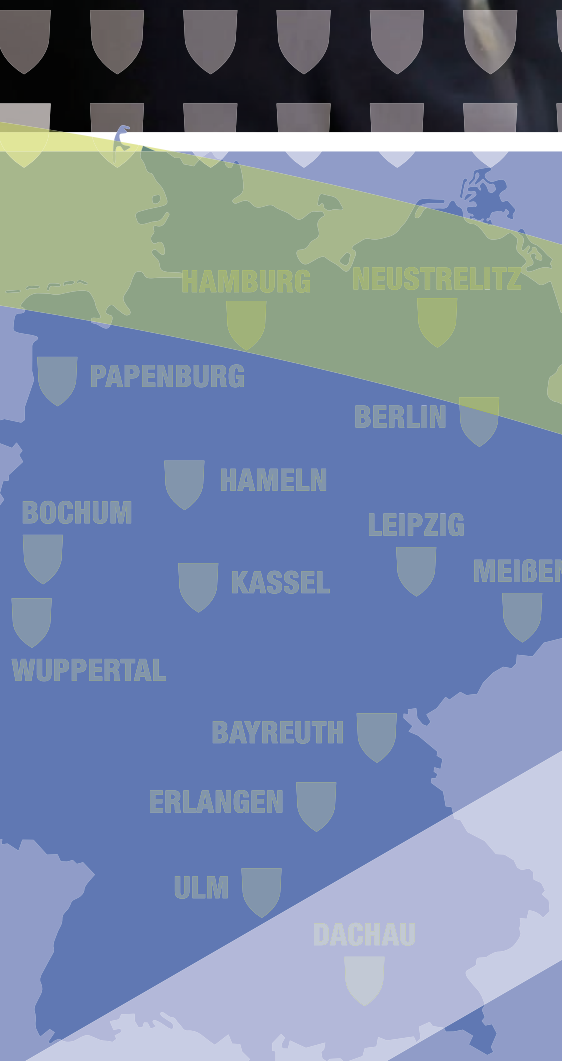 HAMBURG
NEUSTRELITZ
PAPENBURG
BERLIN
HAMELN
BOCHUM
LEIPZIG
MEIßEN
KASSEL
WUPPERTAL
BAYREUTH
ERLANGEN
ULM
DACHAU